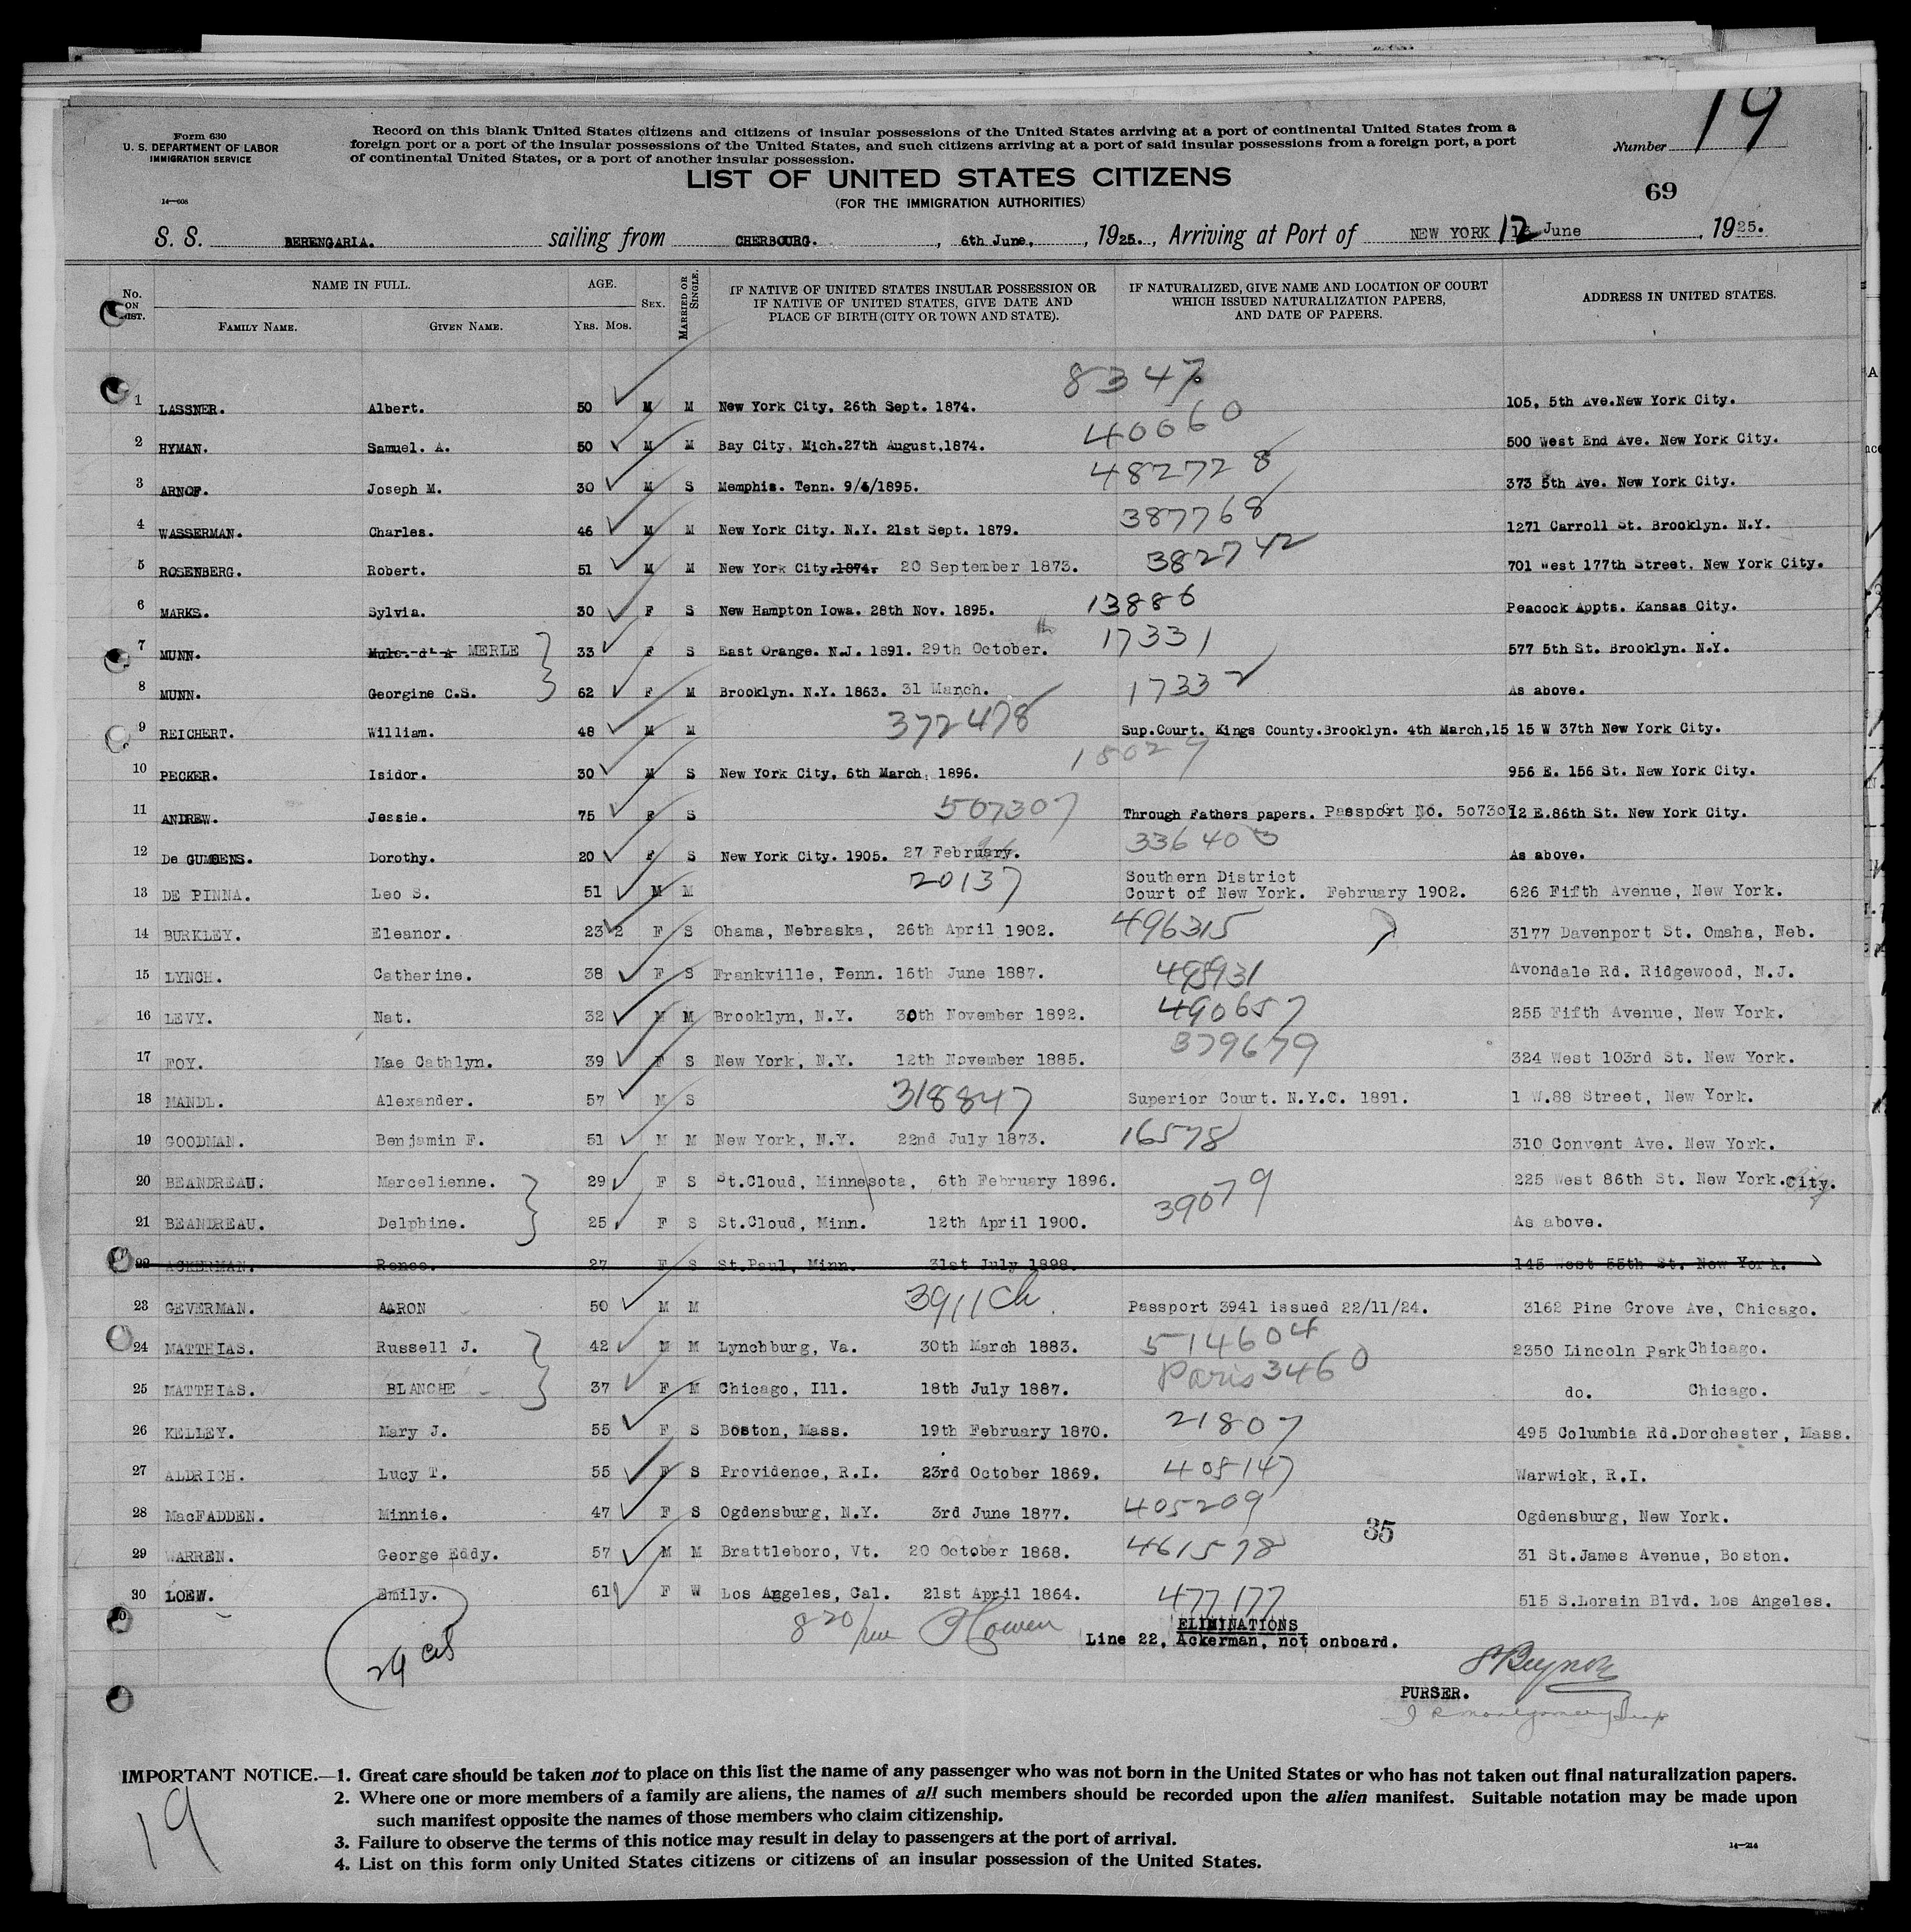 19
Form 630
U. S. DEPARTMENT OF LABOR
IMMIGRATION SERVICE
14—608
Record on this blank United States citizens and citizens of insular possessions of the United States arriving at a port of continental United States from a
foreign port or a port of the insular possessions of the United States, and such citizens arriving at a port of said insular possessions from a foreign port, a port
of continental United States, or a port of another insular possession.
Number
LIST OF UNITED STATES CITIZENS
(FOR THE IMMIGRATION AUTHORITIES)
69
S. S. BERENGARIA. sailing from CHERBOURG. , 6th June, , 1925. , Arriving at Port of NEW YORK 12 June , 1925.
No. ON LIST. NAME IN FULL. FAMILY NAME. GIVEN NAME. AGE. YRS. MOS. SEX. MARRIED OR SINGLE. IF NATIVE OF UNITED STATES INSULAR POSSESSION OR IF NATIVE OF UNITED STATES, GIVE DATE AND PLACE OF BIRTH (CITY OR TOWN AND STATE). IF NATURALIZED, GIVE NAME AND LOCATION OF COURT WHICH ISSUED NATURALIZATION PAPERS, AND DATE OF PAPERS. ADDRESS IN UNITED STATES.
1 LASSNER. Albert. 50 M M New York City, 26th Sept. 1874. 8347 105, 5th Ave.New York City.
2 HYMAN. Samuel. A. 50 M M Bay City, Mich.27th August,1874. 40060 500 West End Ave. New York City.
3 ARNOF. Joseph M. 30 M S Memphis. Tenn. 9/6/1895. 482728 373 5th Ave. New York City.
4 WASSERMAN. Charles. 46 M M New York City. N.Y. 21st Sept. 1879. 387768 1271 Carroll St. Brooklyn. N.Y.
5 ROSENBERG. Robert. 51 M M New York City.1874. 20 September 1873. 382742 701 West 177th Street. New York City.
6 MARKS. Sylvia. 30 F S New Hampton Iowa. 28th Nov. 1895. 13886 Peacock Appts. Kansas City.
7 MUNN. MERLE 33 F S East Orange. N.J. 1891. 29th October. 17331 577 5th St. Brooklyn. N.Y.
8 MUNN. Georgine C.S. 62 F M Brooklyn. N.Y. 1863. 31 March. 17332 As above.
9 REICHERT. William. 48 M M 372478 Sup.Court. Kings County.Brooklyn. 4th March,15 15 W 37th New York City.
10 PECKER. Isidor. 30 M S New York City, 6th March, 1896. 18029 956 E. 156 St. New York City.
11 ANDREW. Jessie. 75 F S 507307 Through Fathers papers. Passport No. 507307 12 E.86th St. New York City.
12 De GUMOENS. Dorothy. 20 F S New York City. 1905. 27 February. 336403 As above.
13 DE PINNA. Leo S. 51 M M 20137 Southern District Court of New York. February 1902. 626 Fifth Avenue, New York.
14 BURKLEY. Eleanor. 23 2 F S Ohama, Nebraska, 26th April 1902. 496315 3177 Davenport St. Omaha, Neb.
15 LYNCH. Catherine. 38 F S Frankville, Penn. 16th June 1887. 495931 Avondale Rd. Ridgewood, N.J.
16 LEVY. Nat. 32 M M Brooklyn, N.Y. 30th November 1892. 490657 255 Fifth Avenue, New York.
17 FOY. Mae Cathlyn. 39 F S New York, N.Y. 12th November 1885. 379679 324 West 103rd St. New York.
18 MANDL. Alexander. 57 M S 318847 Superior Court. N.Y.C. 1891. 1 W.88 Street, New York.
19 GOODMAN. Benjamin F. 51 M M New York, N.Y. 22nd July 1873. 16578 310 Convent Ave. New York.
20 BEANDREAU. Marcelienne. 29 F S St.Cloud, Minnesota, 6th February 1896. 39079 225 West 86th St. New York.City.
21 BEANDREAU. Delphine. 25 F S St.Cloud, Minn. 12th April 1900. As above.
22 ACKERMAN. Renee. 27 F S St.Paul, Minn. 31st July 1898. 145 West 55th St. New York.
23 GEVERMAN. AARON 50 M M 3911 Ch Passport 3941 issued 22/11/24. 3162 Pine Grove Ave, Chicago.
24 MATTHIAS. Russell J. 42 M M Lynchburg, Va. 30th March 1883. 514604 2350 Lincoln Park Chicago.
25 MATTHIAS. BLANCHE 37 F M Chicago, Ill. 18th July 1887. Paris 3460 do. Chicago.
26 KELLEY. Mary J. 55 F S Boston, Mass. 19th February 1870. 21807 495 Columbia Rd.Dorchester, Mass.
27 ALDRICH. Lucy T. 55 F S Providence, R.I. 23rd October 1869. 405147 Warwick, R.I.
28 MacFADDEN. Minnie. 47 F S Ogdensburg, N.Y. 3rd June 1877. 405209 Ogdensburg, New York.
35
29 WARREN. George Eddy. 57 M M Brattleboro, Vt. 20 October 1868. 461578 31 St.James Avenue, Boston.
30 LOEW. Emily. 61 F W Los Angeles, Cal. 21st April 1864. 477177 515 S.Lorain Blvd. Los Angeles.
820
ELIMINATIONS
Line 22, Ackerman, not onboard.
29 cit
PURSER.
IMPORTANT NOTICE.—1. Great care should be taken not to place on this list the name of any passenger who was not born in the United States or who has not taken out final naturalization papers.
2. Where one or more members of a family are aliens, the names of all such members should be recorded upon the alien manifest. Suitable notation may be made upon
such manifest opposite the names of those members who claim citizenship.
3. Failure to observe the terms of this notice may result in delay to passengers at the port of arrival.
4. List on this form only United States citizens or citizens of an insular possession of the United States.
14—214
19